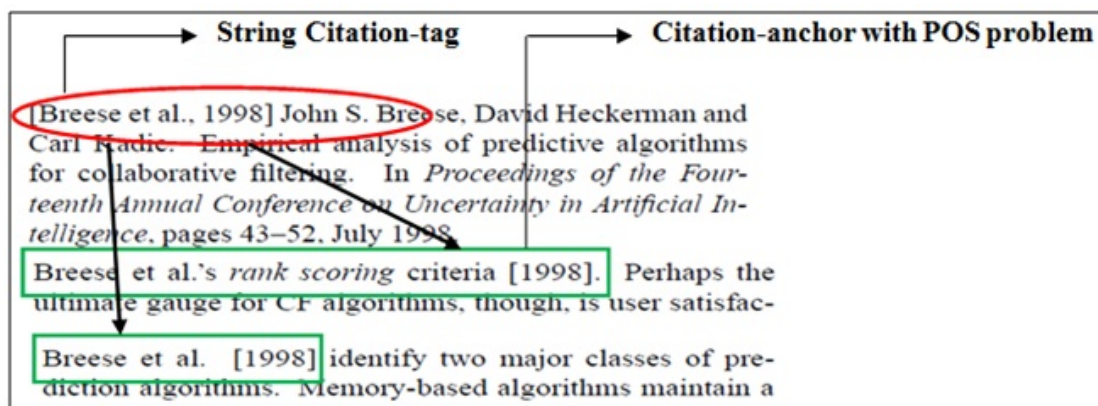 String Citation-tag
Citation-anchor with POS problem
[Breese et al., 1998] John S. Breese, David Heckerman and
Carl Kadie. Empirical analysis of predictive algorithms
for collaborative filtering. In Proceedings of the Four-
teenth Annual Conference on Uncertainty in Artificial In-
telligence, pages 43–52, July 1998.
Breese et al.'s rank scoring criteria [1998]. Perhaps the
ultimate gauge for CF algorithms, though, is user satisfac-
Breese et al. [1998] identify two major classes of pre-
diction algorithms. Memory-based algorithms maintain a